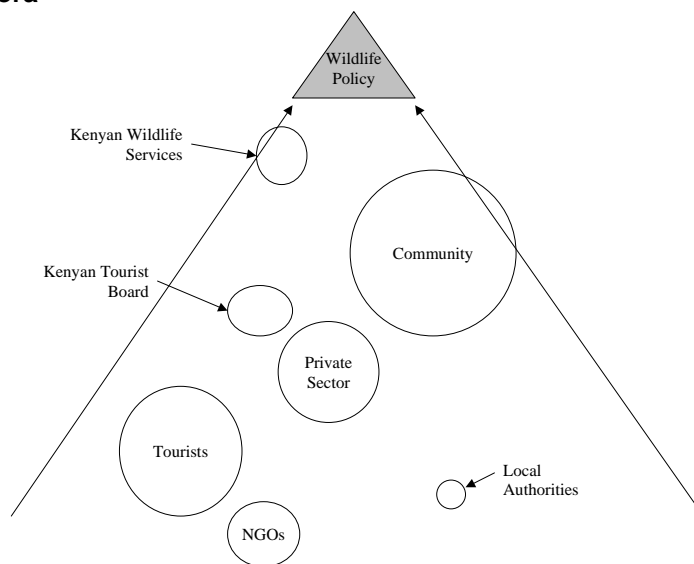 Wildlife
Policy
Kenyan Wildlife
Services
Community
Kenyan Tourist
Board
Private
Sector
Tourists
Local
Authorities
NGOs